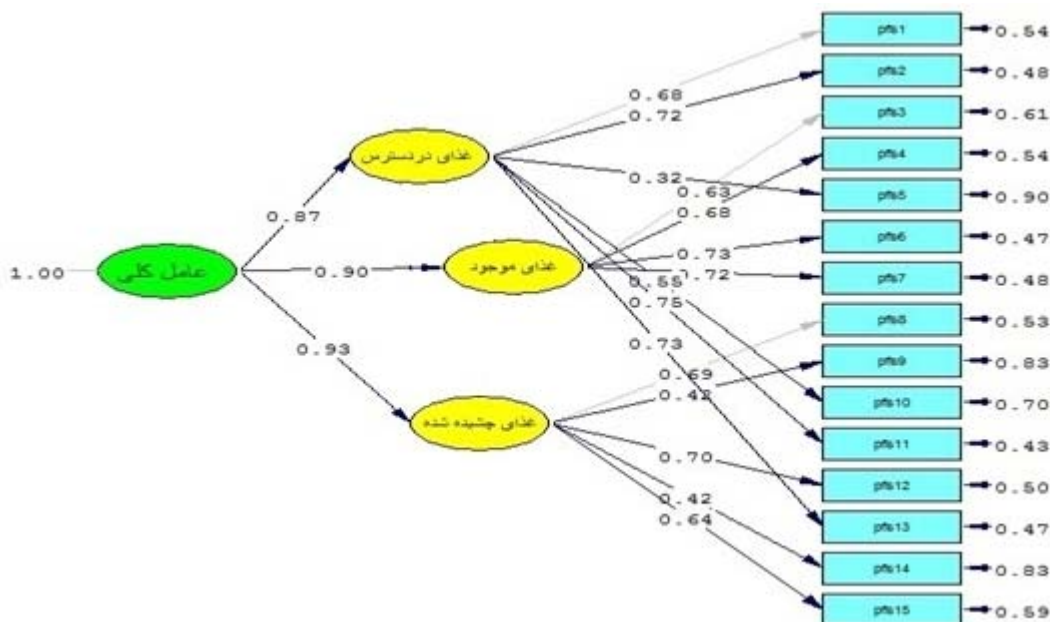 pfs1 0.54
0.68
pfs2 0.48
0.72
pfs3 0.61
غذای دردسترس
pfs4 0.54
0.32
0.63
pfs5 0.90
0.87
0.68
pfs6 0.47
0.73
1.00
عامل کلی
0.90
غذای موجود
0.55
0.72
pfs7 0.48
0.75
pfs8 0.53
0.93
0.73
pfs9 0.83
0.69
0.42
pfs10 0.70
غذای چشیده شده
pfs11 0.43
0.70
pfs12 0.50
0.42
0.64
pfs13 0.47
pfs14 0.83
pfs15 0.59